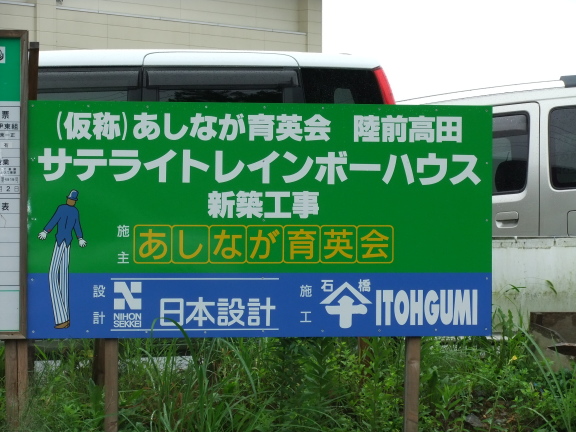 (仮称)あしなが育英会 陸前高田
サテライトレインボーハウス
新築工事
施主 あしなが育英会
設計 N NIHON SEKKEI 日本設計 施工 石橋 ITOHGUMI
票
表